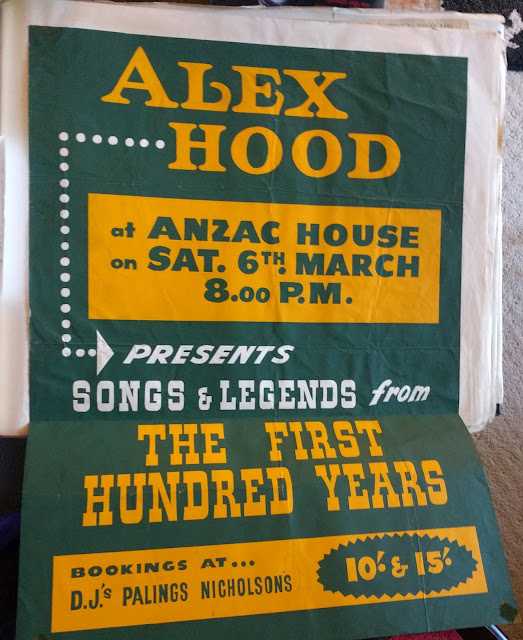 ALEX
HOOD
at ANZAC HOUSE
on SAT. 6TH. MARCH
8.00 P.M.
PRESENTS
SONGS & LEGENDS from
THE FIRST
HUNDRED YEARS
BOOKINGS AT...
D.J.'s PALINGS NICHOLSONS
10/- & 15/-